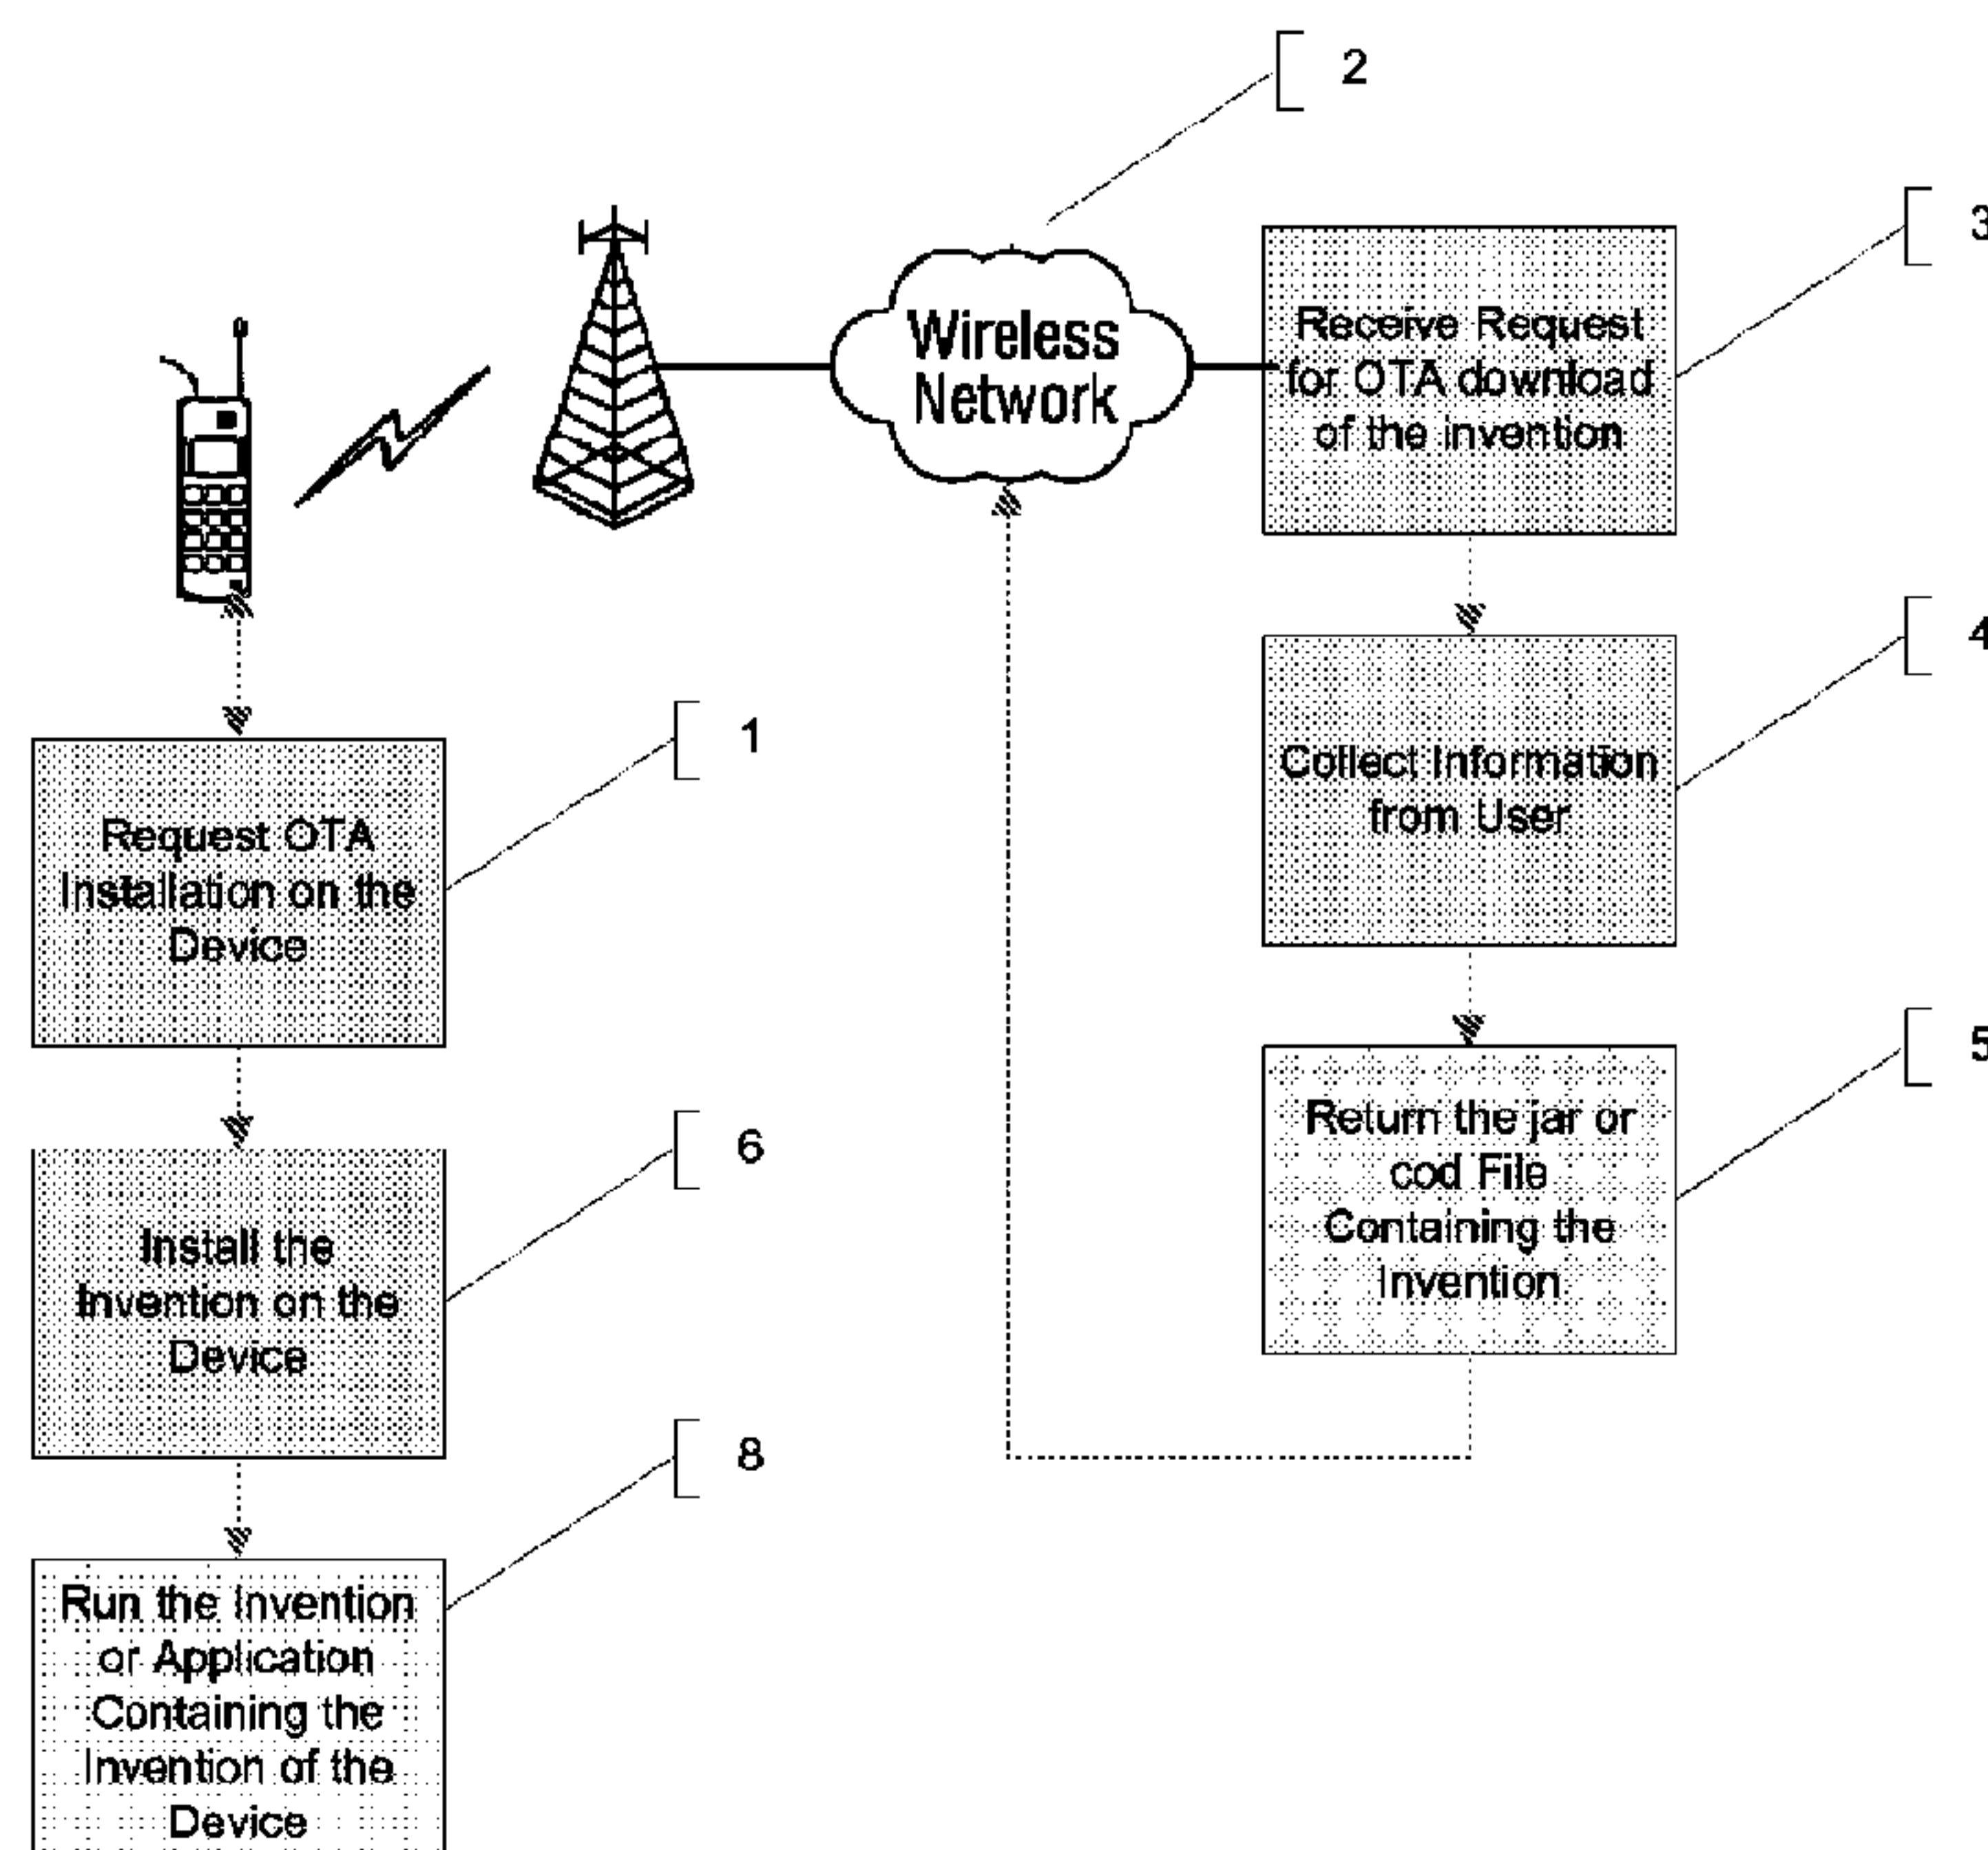 2
3
Wireless
Network
Receive Request
for OTA download
of the invention
4
1
Collect Information
from User
Request OTA
Installation on the
Device
5
Return the jar or
cod File
Containing the
Invention
6
Install the
Invention on the
Device
8
Run the Invention
or Application
Containing the
Invention of the
Device